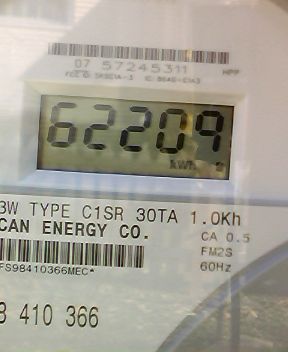 07 57245311
62209
kWh
3W TYPE C1SR 30TA 1.0Kh
CAN ENERGY CO.
CA 0.5
FM2S
60Hz
FS98410366MEC*
8 410 366